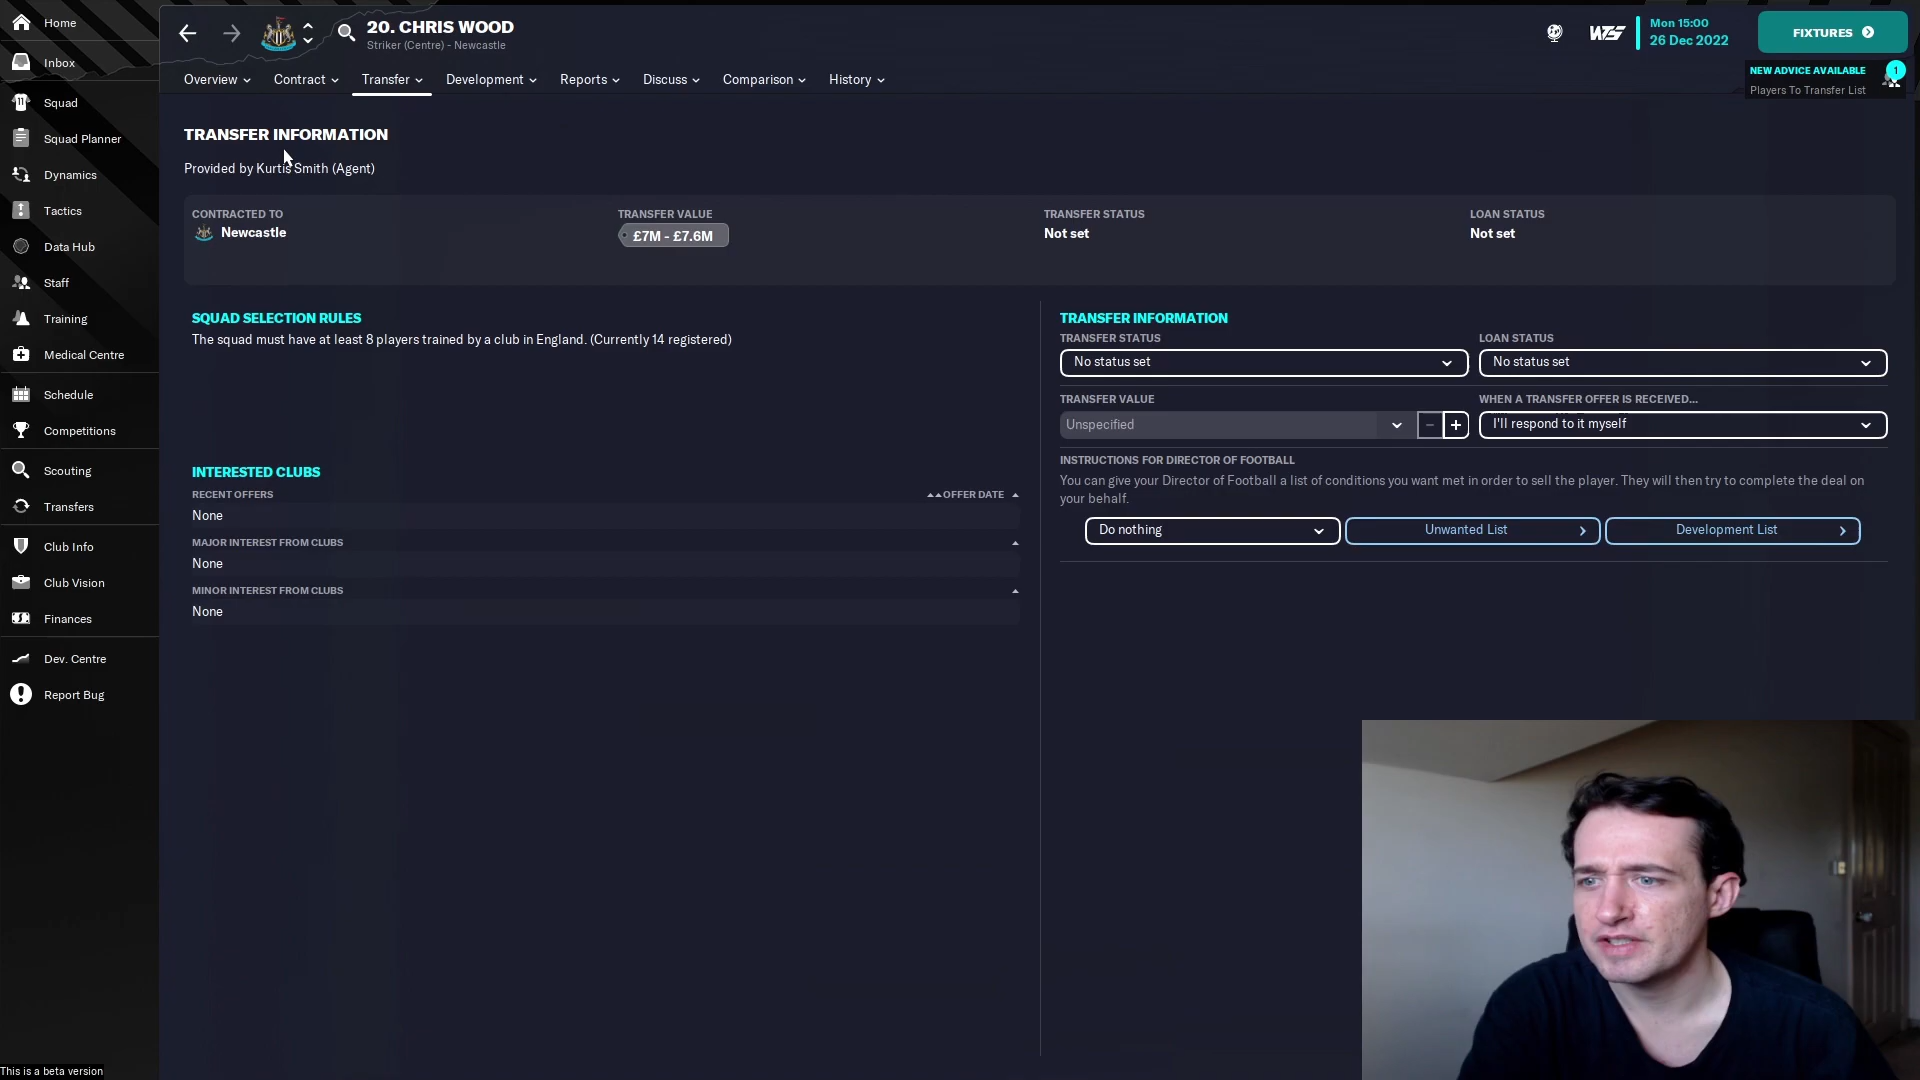 Home
Inbox
Squad
Squad Planner
Dynamics
Tactics
Data Hub
Staff
Training
Medical Centre
Schedule
Competitions
Scouting
Transfers
Club Info
Club Vision
Finances
Dev. Centre
Report Bug
This is a beta version
20. CHRIS WOOD
Striker (Centre) - Newcastle
Mon 15:00
26 Dec 2022
FIXTURES
NEW ADVICE AVAILABLE
1
Players To Transfer List
Overview Contract Transfer Development Reports Discuss Comparison History
TRANSFER INFORMATION
Provided by Kurtis Smith (Agent)
CONTRACTED TO
Newcastle
TRANSFER VALUE
£7M - £7.6M
TRANSFER STATUS
Not set
LOAN STATUS
Not set
SQUAD SELECTION RULES
The squad must have at least 8 players trained by a club in England. (Currently 14 registered)
INTERESTED CLUBS
RECENT OFFERS OFFER DATE
None
MAJOR INTEREST FROM CLUBS
None
MINOR INTEREST FROM CLUBS
None
TRANSFER INFORMATION
TRANSFER STATUS
No status set
LOAN STATUS
No status set
TRANSFER VALUE
Unspecified
WHEN A TRANSFER OFFER IS RECEIVED...
I'll respond to it myself
INSTRUCTIONS FOR DIRECTOR OF FOOTBALL
You can give your Director of Football a list of conditions you want met in order to sell the player. They will then try to complete the deal on
your behalf.
Do nothing
Unwanted List
Development List